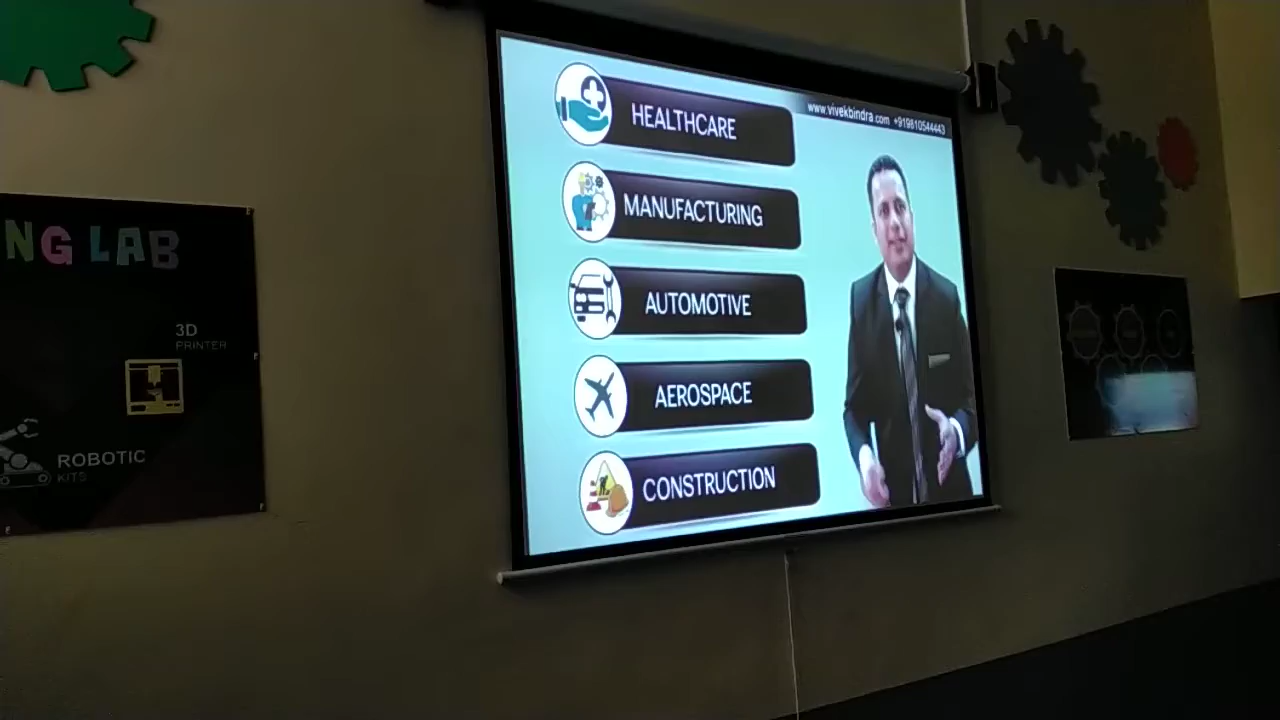 NG LAB
3D
PRINTER
ROBOTIC
KITS
www.vivekbindra.com +919810544443
HEALTHCARE
MANUFACTURING
AUTOMOTIVE
AEROSPACE
CONSTRUCTION